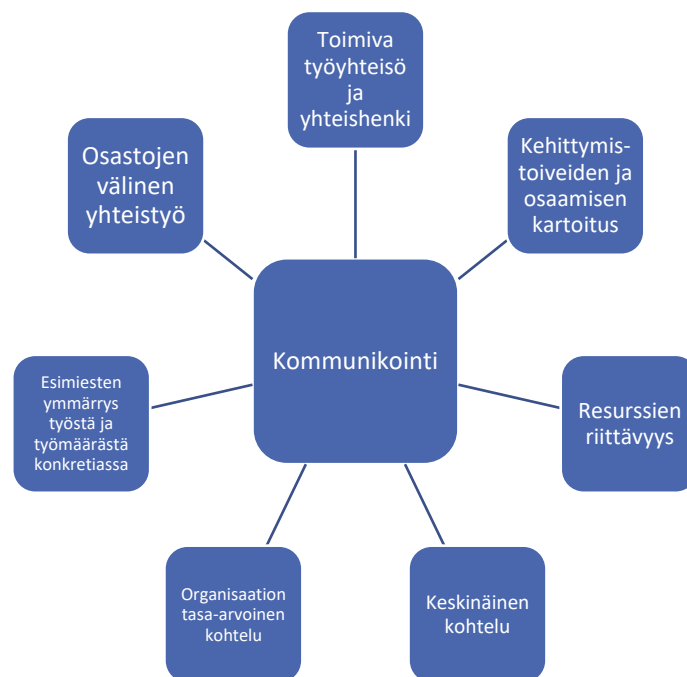 Toimiva
työyhteisö
ja
yhteishenki
Kehittymis-
toiveiden ja
osaamisen
kartoitus
Resurssien
riittävyys
Keskinäinen
kohtelu
Organisaation
tasa-arvoinen
kohtelu
Esimiesten
ymmärrys
työstä ja
työmäärästä
konkretiassa
Osastojen
välinen
yhteistyö
Kommunikointi